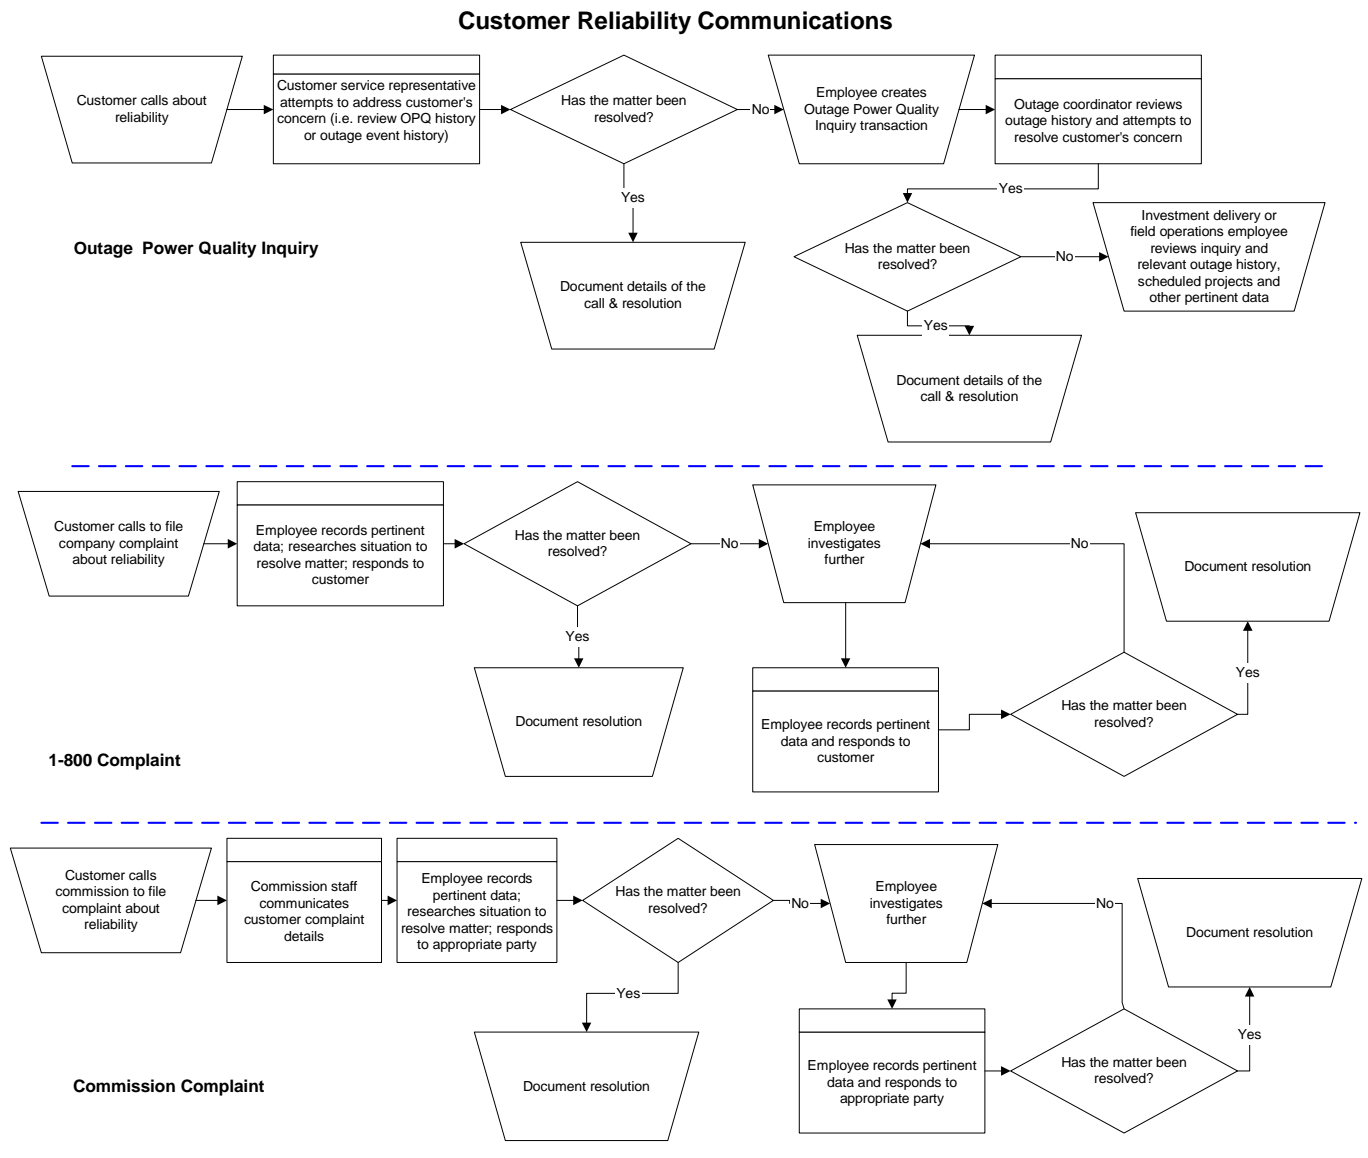 Customer Reliability Communications
Customer calls about
reliability
Customer service representative
attempts to address customer's
concern (i.e. review OPQ history
or outage event history)
Has the matter been
resolved?
No
Employee creates
Outage Power Quality
Inquiry transaction
Outage coordinator reviews
outage history and attempts to
resolve customer's concern
Yes
Yes
Document details of the
call & resolution
Has the matter been
resolved?
No
Investment delivery or
field operations employee
reviews inquiry and
relevant outage history,
scheduled projects and
other pertinent data
Yes
Document details of the
call & resolution
Outage  Power Quality Inquiry
Customer calls to file
company complaint
about reliability
Employee records pertinent
data; researches situation to
resolve matter; responds to
customer
Has the matter been
resolved?
No
Employee
investigates
further
No
Document resolution
Yes
Document resolution
Employee records pertinent
data and responds to
customer
Has the matter been
resolved?
Yes
1-800 Complaint
Customer calls
commission to file
complaint about
reliability
Commission staff
communicates
customer complaint
details
Employee records
pertinent data;
researches situation to
resolve matter; responds
to appropriate party
Has the matter been
resolved?
No
Employee
investigates
further
No
Document resolution
Yes
Document resolution
Employee records pertinent
data and responds to
appropriate party
Has the matter been
resolved?
Yes
Commission Complaint